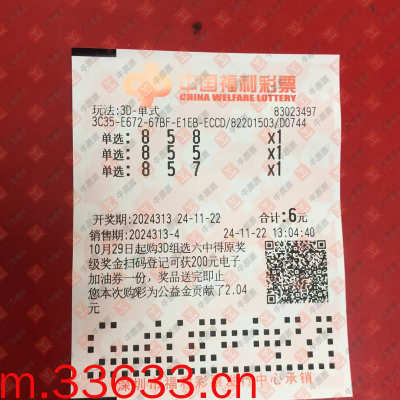 中国福利彩票
CHINA WELFARE LOTTERY
玩法:3D-单式 83023497
3C35-E672-67BF-E1EB-ECCD/82201503/D0744
单选: 8 5 8 x1
单选: 8 5 5 x1
单选: 8 5 7 x1
开奖期:2024313 24-11-22 合计:6元
销售期:2024313-4 24-11-22 13:04:40
10月29日起购3D组选六中得原奖
级奖金扫码登记可获200元电子
加油券一份，奖品送完即止
您本次购彩为公益金贡献了2.04
元
m.33633.cn
中心承销